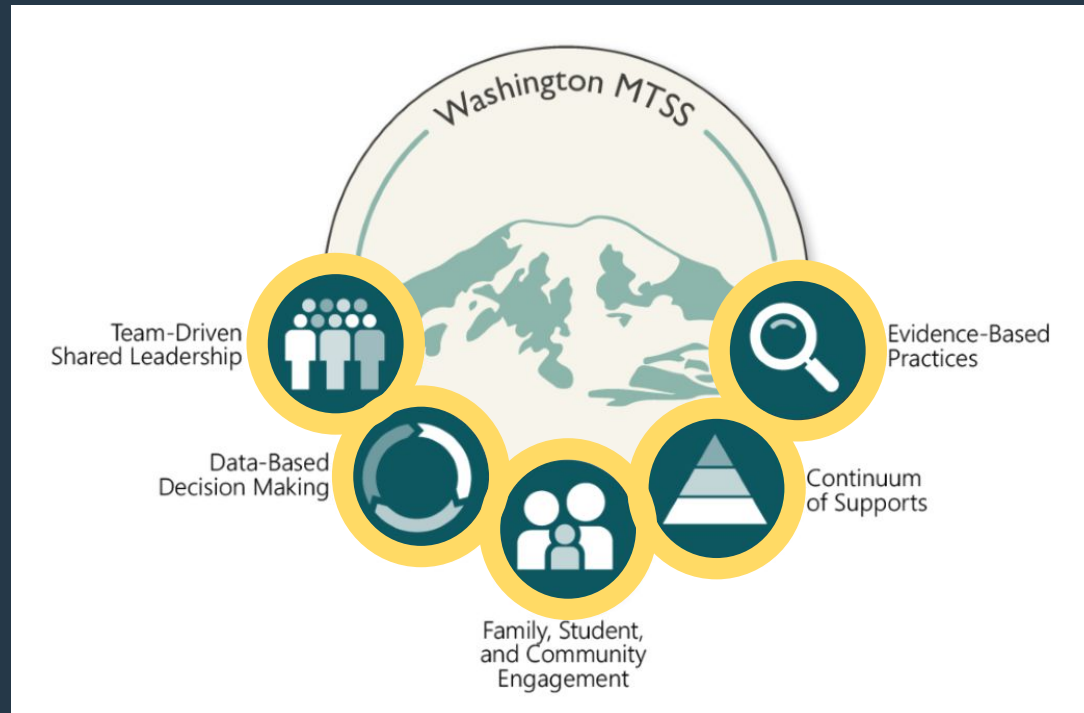 Washington MTSS
Team-Driven
Shared Leadership
Evidence-Based
Practices
Data-Based
Decision Making
Continuum
of Supports
Family, Student,
and Community
Engagement